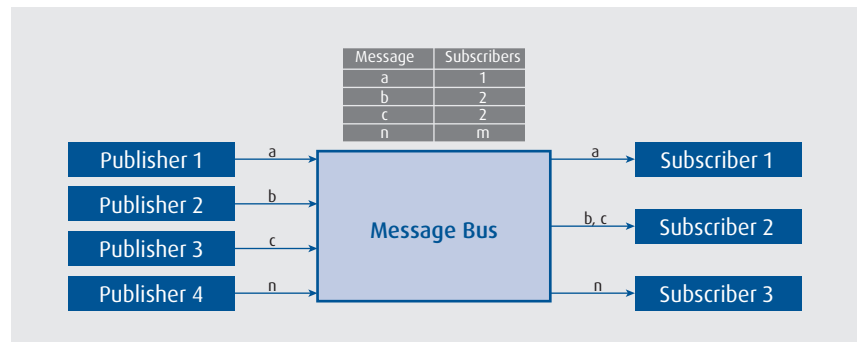 Message Subscribers
a 1
b 2
c 2
n m
Publisher 1 a a Subscriber 1
Publisher 2 b
b, c Subscriber 2
Message Bus
Publisher 3 c
Publisher 4 n n Subscriber 3